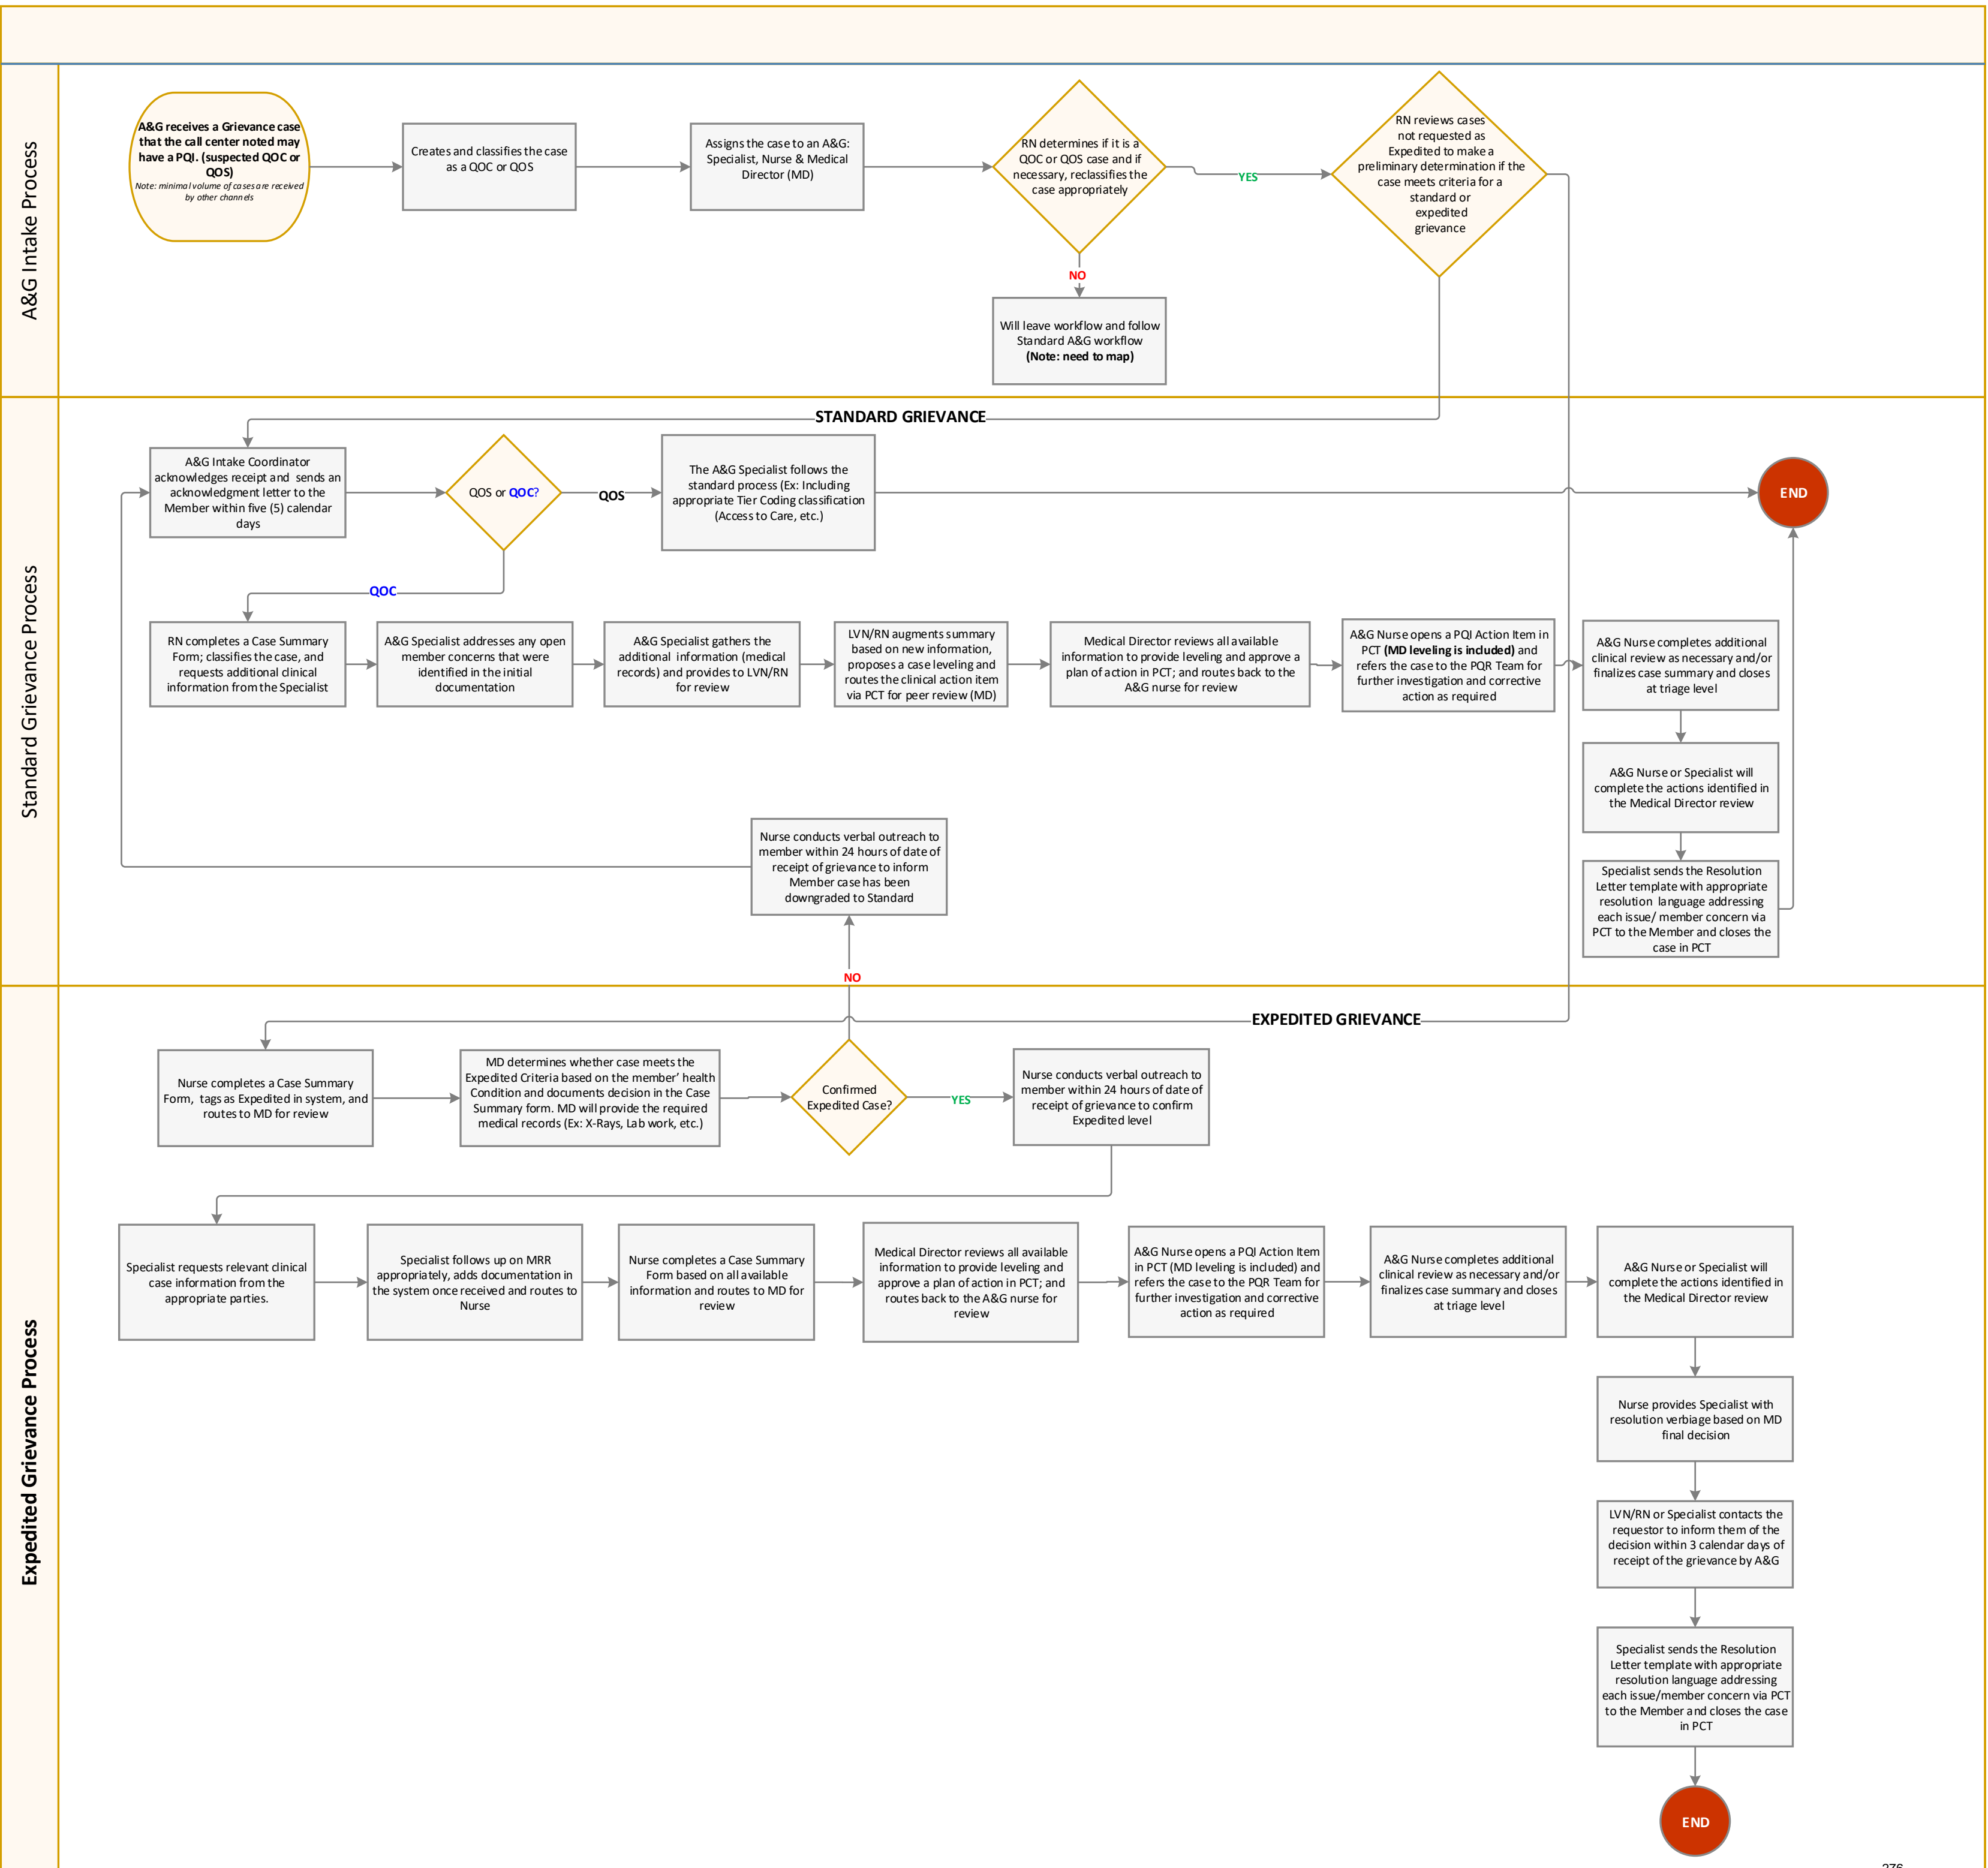 A&G Intake Process
A&G receives a Grievance case
that the call center noted may
have a PQI. (suspected QOC or
QOS)
Note: minimal volume of cases are received
by other channels
Creates and classifies the case
as a QOC or QOS
Assigns the case to an A&G:
Specialist, Nurse & Medical
Director (MD)
RN determines if it is a
QOC or QOS case and if
necessary, reclassifies the
case appropriately
YES
NO
Will leave workflow and follow
Standard A&G workflow
(Note: need to map)
RN reviews cases
not requested as
Expedited to make a
preliminary determination if the
case meets criteria for a
standard or
expedited
grievance
Standard Grievance Process
STANDARD GRIEVANCE
A&G Intake Coordinator
acknowledges receipt and sends an
acknowledgment letter to the
Member within five (5) calendar
days
QOS or QOC?
QOS
The A&G Specialist follows the
standard process (Ex: Including
appropriate Tier Coding classification
(Access to Care, etc.)
END
QOC
RN completes a Case Summary
Form; classifies the case, and
requests additional clinical
information from the Specialist
A&G Specialist addresses any open
member concerns that were
identified in the initial
documentation
A&G Specialist gathers the
additional information (medical
records) and provides to LVN/RN
for review
LVN/RN augments summary
based on new information,
proposes a case leveling and
routes the clinical action item
via PCT for peer review (MD)
Medical Director reviews all available
information to provide leveling and approve a
plan of action in PCT; and routes back to the
A&G nurse for review
A&G Nurse opens a PQI Action Item in
PCT (MD leveling is included) and
refers the case to the PQR Team for
further investigation and corrective
action as required
A&G Nurse completes additional
clinical review as necessary and/or
finalizes case summary and closes
at triage level
A&G Nurse or Specialist will
complete the actions identified in
the Medical Director review
Specialist sends the Resolution
Letter template with appropriate
resolution language addressing
each issue/ member concern via
PCT to the Member and closes the
case in PCT
Nurse conducts verbal outreach to
member within 24 hours of date of
receipt of grievance to inform
Member case has been
downgraded to Standard
NO
Expedited Grievance Process
EXPEDITED GRIEVANCE
Nurse completes a Case Summary
Form, tags as Expedited in system, and
routes to MD for review
MD determines whether case meets the
Expedited Criteria based on the member' health
Condition and documents decision in the Case
Summary form. MD will provide the required
medical records (Ex: X-Rays, Lab work, etc.)
Confirmed
Expedited Case?
YES
Nurse conducts verbal outreach to
member within 24 hours of date of
receipt of grievance to confirm
Expedited level
Specialist requests relevant clinical
case information from the
appropriate parties.
Specialist follows up on MRR
appropriately, adds documentation in
the system once received and routes to
Nurse
Nurse completes a Case Summary
Form based on all available
information and routes to MD for
review
Medical Director reviews all available
information to provide leveling and
approve a plan of action in PCT; and
routes back to the A&G nurse for
review
A&G Nurse opens a PQI Action Item
in PCT (MD leveling is included) and
refers the case to the PQR Team for
further investigation and corrective
action as required
A&G Nurse completes additional
clinical review as necessary and/or
finalizes case summary and closes
at triage level
A&G Nurse or Specialist will
complete the actions identified in
the Medical Director review
Nurse provides Specialist with
resolution verbiage based on MD
final decision
LVN/RN or Specialist contacts the
requestor to inform them of the
decision within 3 calendar days of
receipt of the grievance by A&G
Specialist sends the Resolution
Letter template with appropriate
resolution language addressing
each issue/member concern via PCT
to the Member and closes the case
in PCT
END